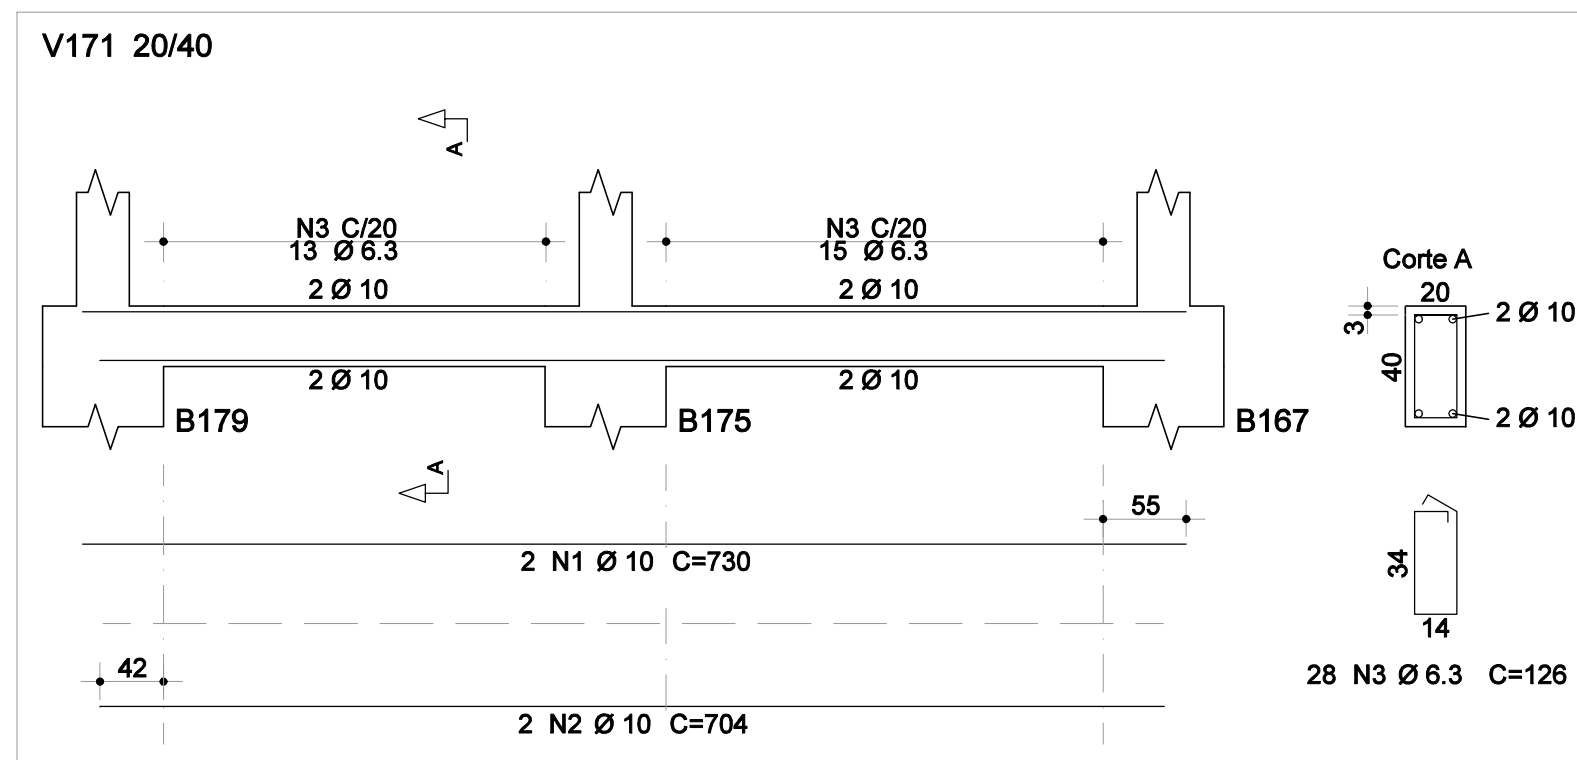 V171 20/40
A
N3 C/20
13 Ø 6.3
2 Ø 10
N3 C/20
15 Ø 6.3
2 Ø 10
2 Ø 10
2 Ø 10
B179
B175
B167
A
Corte A
20
3
40
2 Ø 10
2 Ø 10
55
2 N1 Ø 10 C=730
42
2 N2 Ø 10 C=704
34
14
28 N3 Ø 6.3 C=126